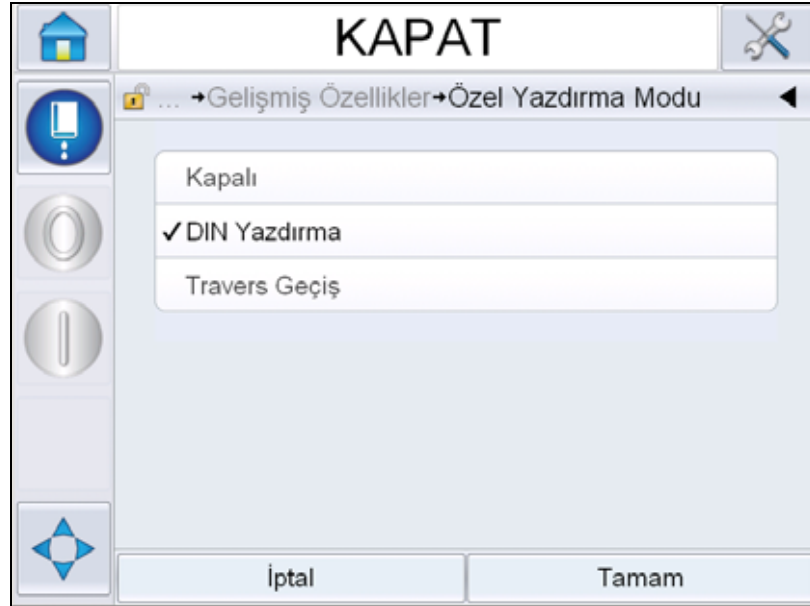 KAPAT
... →Gelişmiş Özellikler→Özel Yazdırma Modu
Kapalı
✓DIN Yazdırma
Travers Geçiş
İptal
Tamam